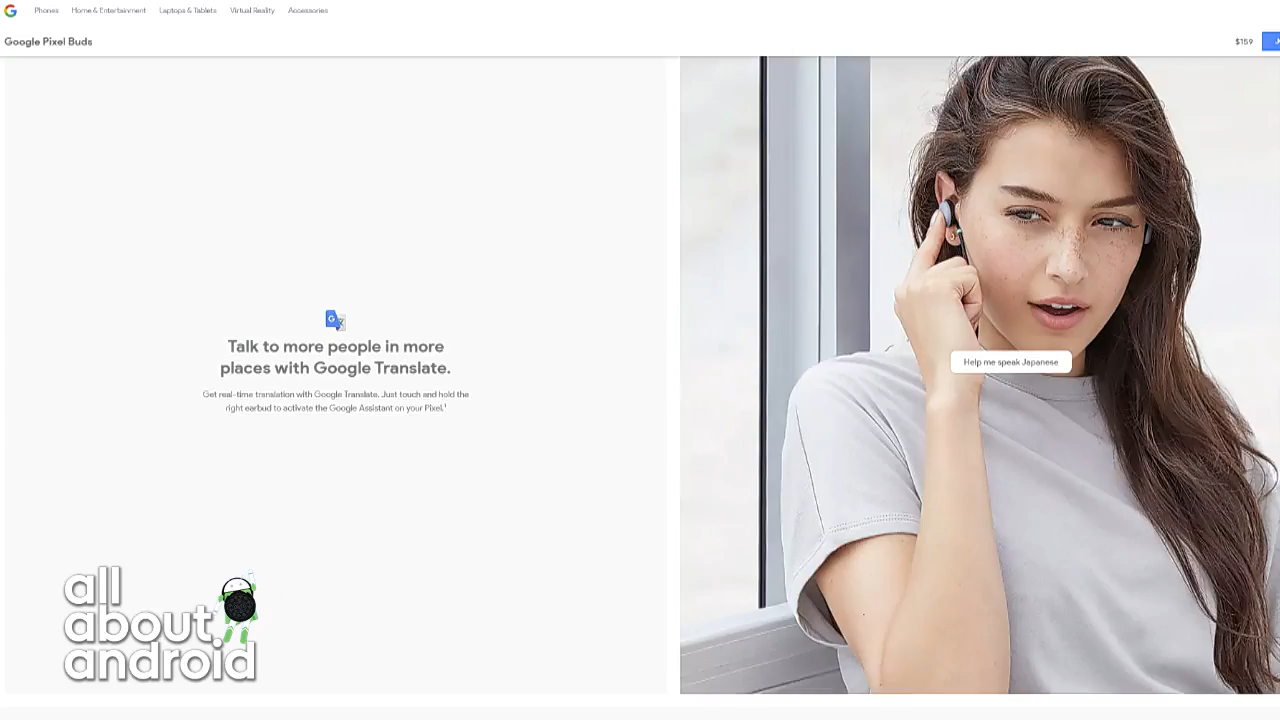 Phones Home & Entertainment Laptops & Tablets Virtual Reality Accessories
Google Pixel Buds
$159
Talk to more people in more
places with Google Translate.
Get real-time translation with Google Translate. Just touch and hold the
right earbud to activate the Google Assistant on your Pixel.¹
Help me speak Japanese
all
about
android